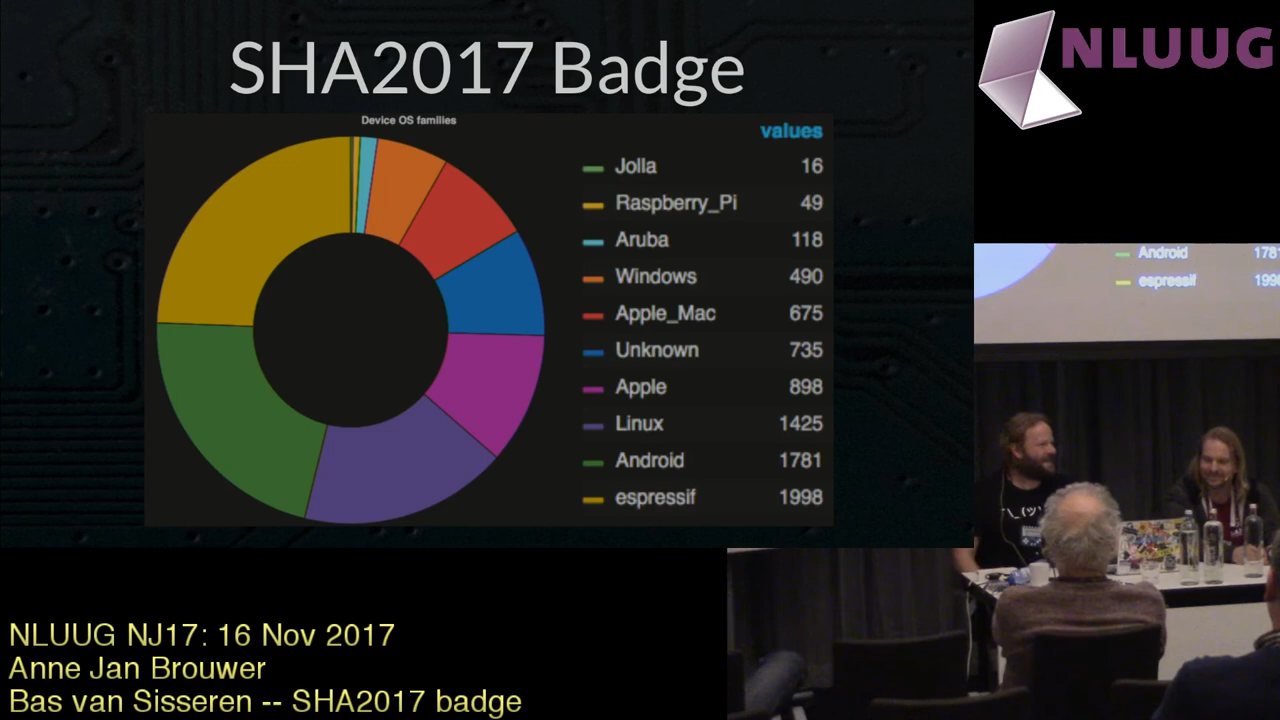 SHA2017 Badge
Device OS families
values
Jolla 16
Raspberry_Pi 49
Aruba 118
Windows 490
Apple_Mac 675
Unknown 735
Apple 898
Linux 1425
Android 1781
espressif 1998
NLUUG
Android 1781
espressif 1998
¯\_(ツ)
NLUUG NJ17: 16 Nov 2017
Anne Jan Brouwer
Bas van Sisseren -- SHA2017 badge